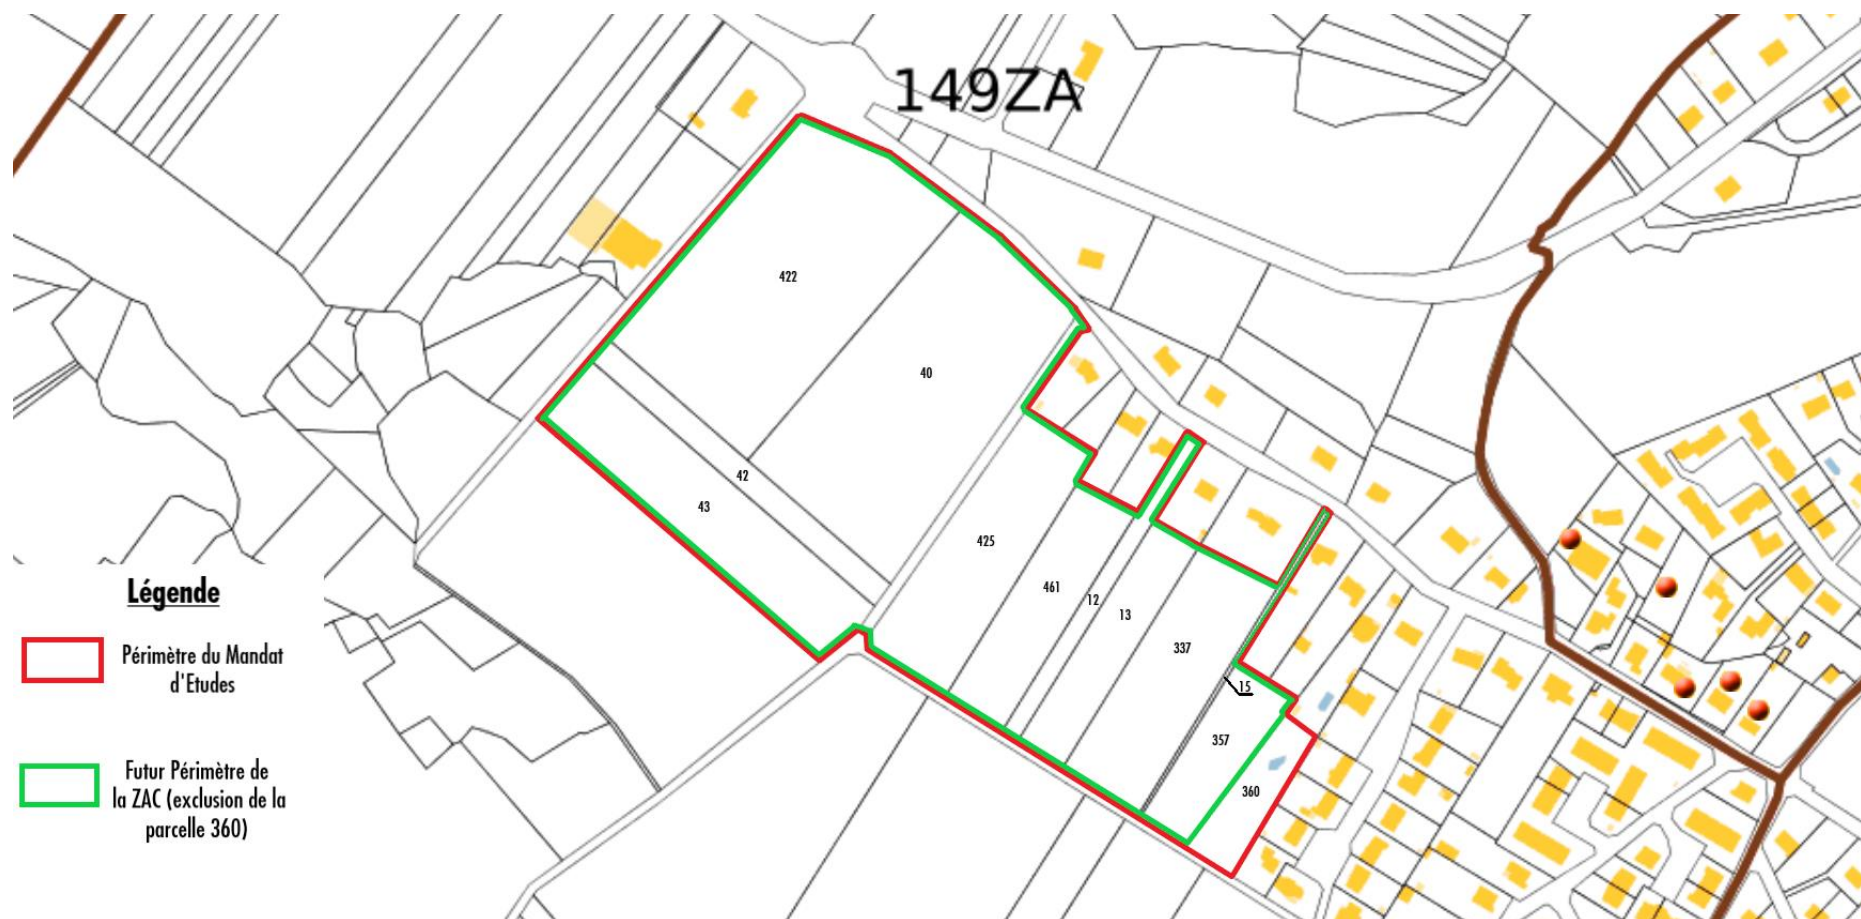 149ZA
422
40
42
43
425
461
12
13
337
15
357
360
Légende
Périmètre du Mandat
d'Etudes
Futur Périmètre de
la ZAC (exclusion de la
parcelle 360)